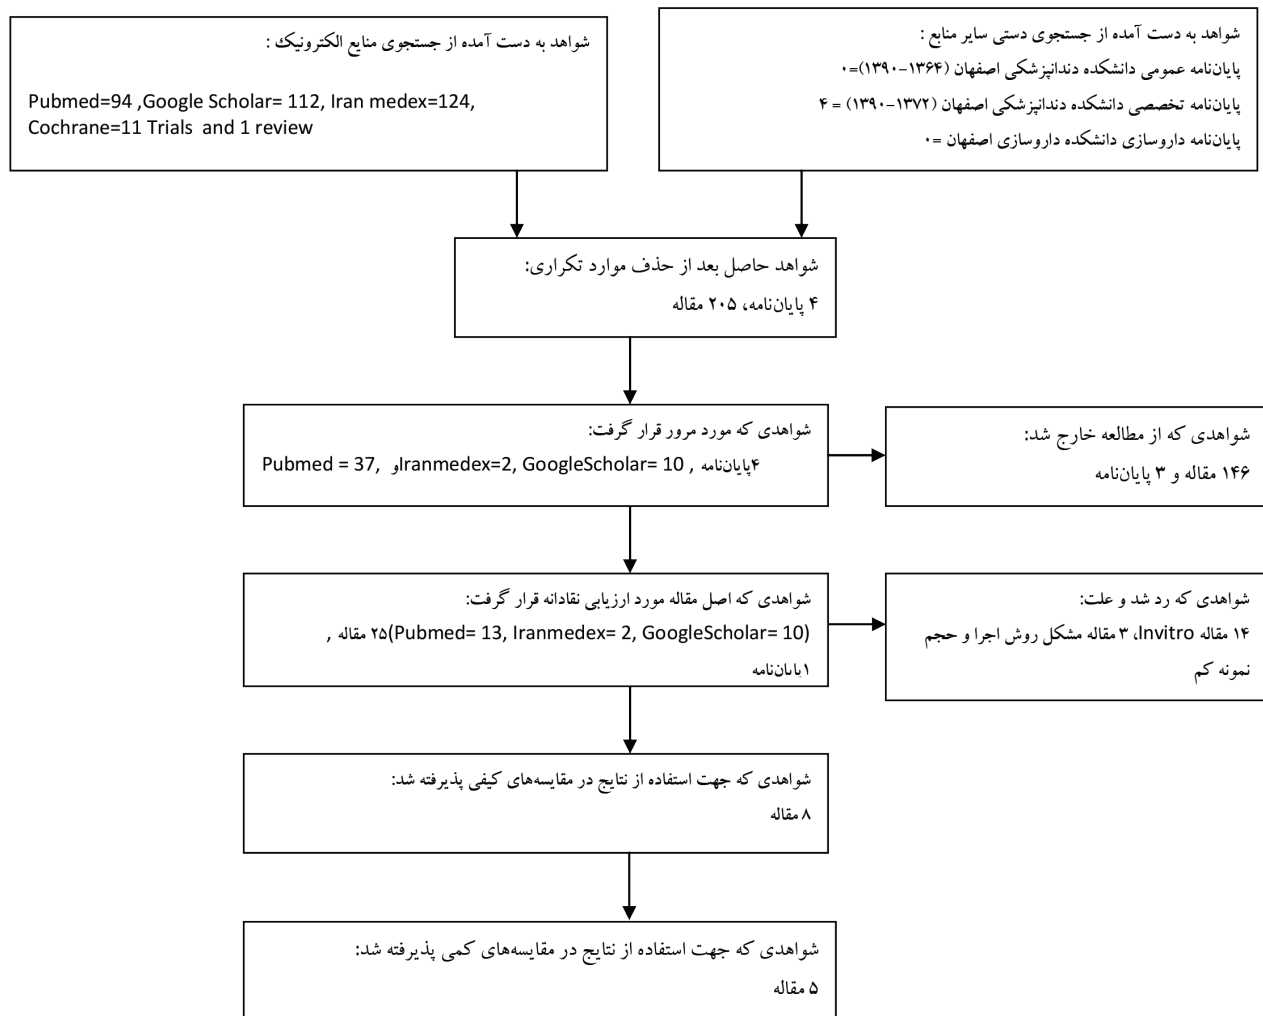 شواهد به دست آمده از جستجوی دستی سایر منابع :
پایان‌نامه عمومی دانشکده دندانپزشکی اصفهان (۱۳۶۴-۱۳۹۰)=۰
پایان‌نامه تخصصی دانشکده دندانپزشکی اصفهان (۱۳۷۲-۱۳۹۰) = ۴
پایان‌نامه داروسازی دانشکده داروسازی اصفهان =۰
شواهد به دست آمده از جستجوی منابع الکترونیک :
Pubmed=94 ,Google Scholar= 112, Iran medex=124,
Cochrane=11 Trials and 1 review
شواهد حاصل بعد از حذف موارد تکراری:
۴ پایان‌نامه، ۲۰۵ مقاله
شواهدی که مورد مرور قرار گرفت:
Pubmed = 37, وIranmedex=2, GoogleScholar= 10 , ۴پایان‌نامه
شواهدی که از مطالعه خارج شد:
۱۴۶ مقاله و ۳ پایان‌نامه
شواهدی که اصل مقاله مورد ارزیابی نقادانه قرار گرفت:
(Pubmed= 13, Iranmedex= 2, GoogleScholar= 10)۲۵ مقاله ,
۱پایان‌نامه
شواهدی که رد شد و علت:
۱۴ مقاله Invitro، ۳ مقاله مشکل روش اجرا و حجم
نمونه کم
شواهدی که جهت استفاده از نتایج در مقایسه‌های کیفی پذیرفته شد:
۸ مقاله
شواهدی که جهت استفاده از نتایج در مقایسه‌های کمی پذیرفته شد:
۵ مقاله